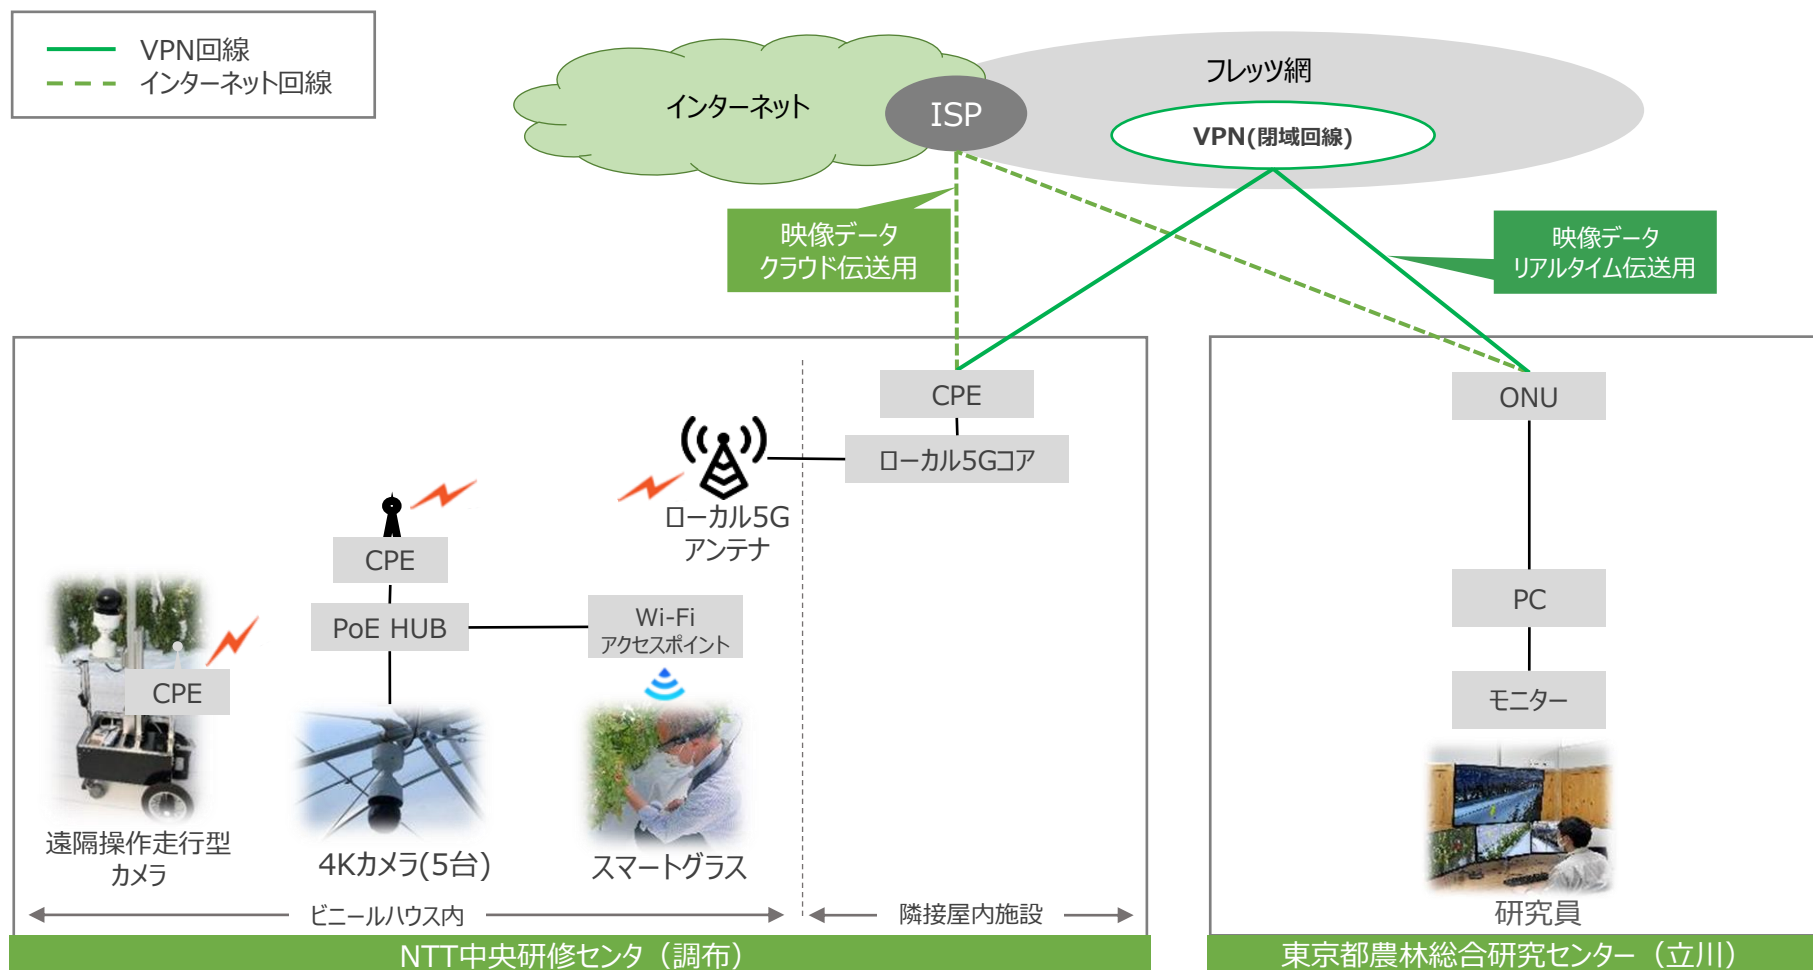 VPN回線
インターネット回線
インターネット
ISP
フレッツ網
VPN(閉域回線)
映像データ
クラウド伝送用
映像データ
リアルタイム伝送用
CPE
ローカル5Gコア
ローカル5G
アンテナ
CPE
PoE HUB
Wi-Fi
アクセスポイント
CPE
遠隔操作走行型
カメラ
4Kカメラ(5台)
スマートグラス
ビニールハウス内
隣接屋内施設
NTT中央研修センタ（調布）
ONU
PC
モニター
研究員
東京都農林総合研究センター（立川）